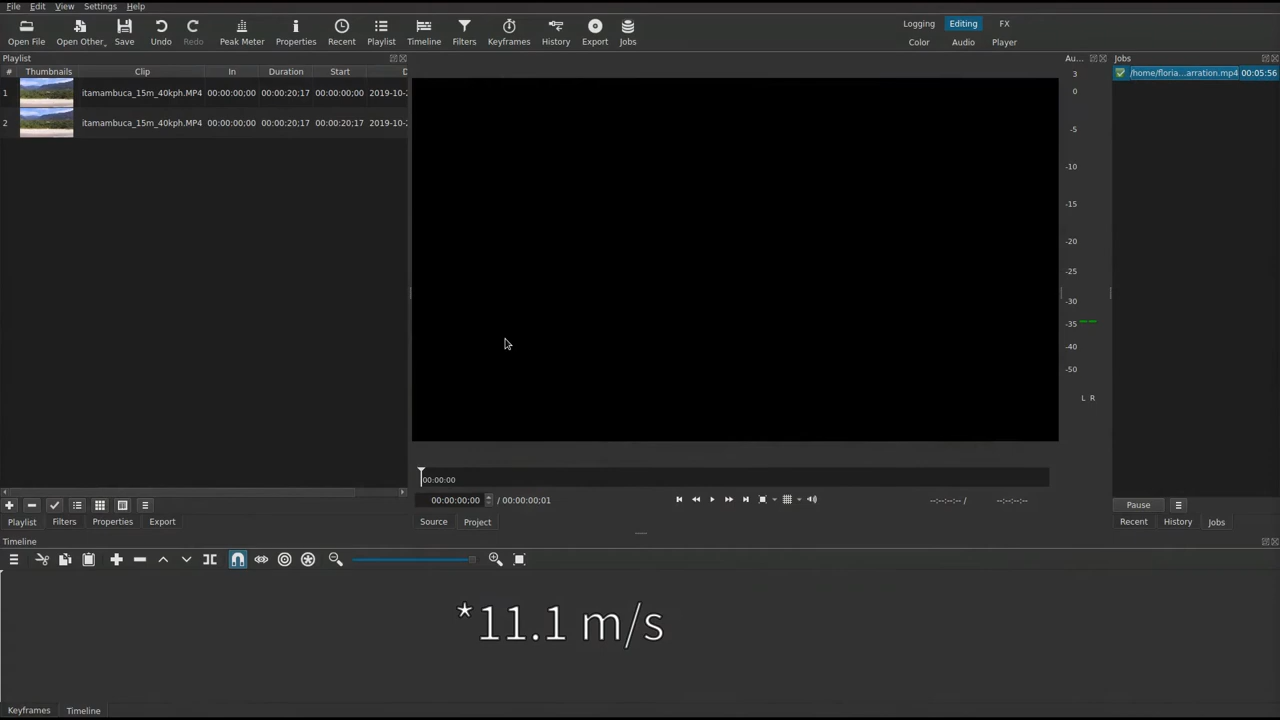 File Edit View Settings Help
Open File Open Other... Save Undo Redo Peak Meter Properties Recent Playlist Timeline Filters Keyframes History Export Jobs
Logging Editing FX
Color Audio Player
Playlist
# Thumbnails Clip In Duration Start D
1 itamambuca_15m_40kph.MP4 00:00:00;00 00:00:20;17 00:00:00;00 2019-10-2
2 itamambuca_15m_40kph.MP4 00:00:00;00 00:00:20;17 00:00:20;17 2019-10-2
Au...
3
0
-5
-10
-15
-20
-25
-30
-35
-40
-50
L R
Jobs
/home/floria...arration.mp4 00:05:56
00:00:00
00:00:00;00 / 00:00:00;01
--:--:--:-- / --:--:--:--
Pause
Playlist Filters Properties Export
Source Project
Recent History Jobs
Timeline
*11.1 m/s
Keyframes Timeline